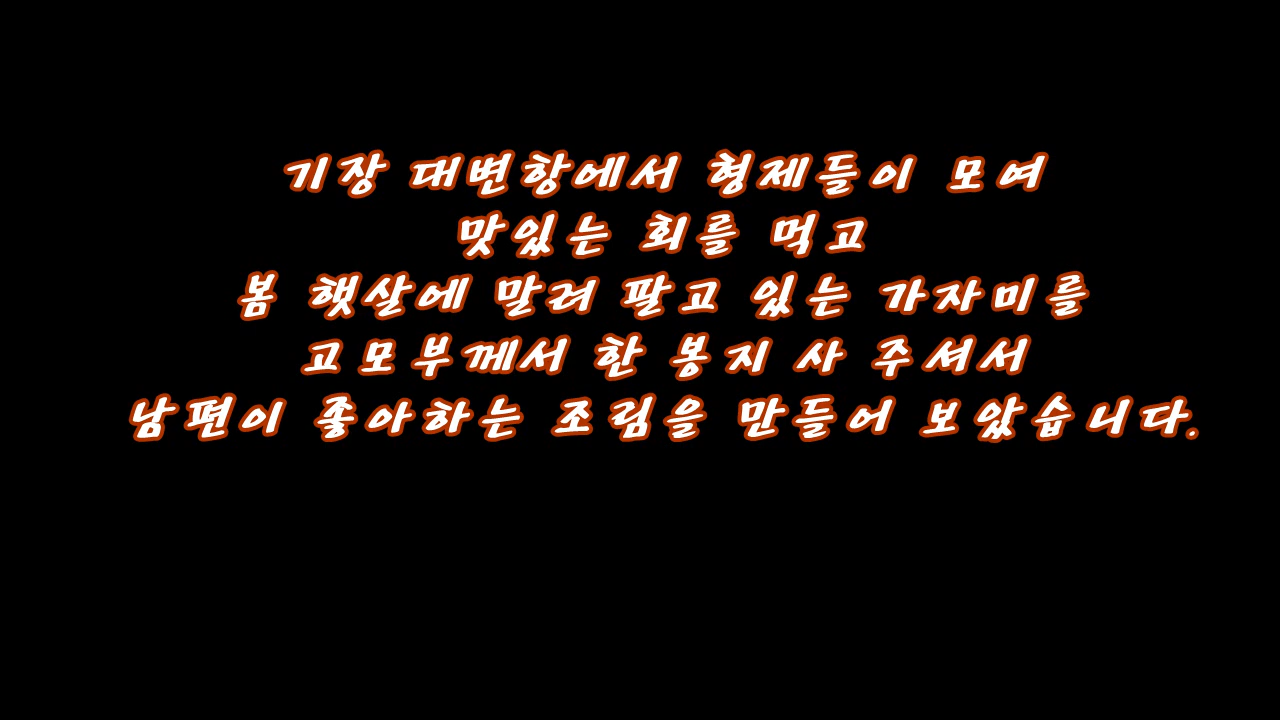 기장 대변항에서 형제들이 모여
맛있는 회를 먹고
봄 햇살에 말려 팔고 있는 가자미를
고모부께서 한 봉지 사 주셔서
남편이 좋아하는 조림을 만들어 보았습니다.